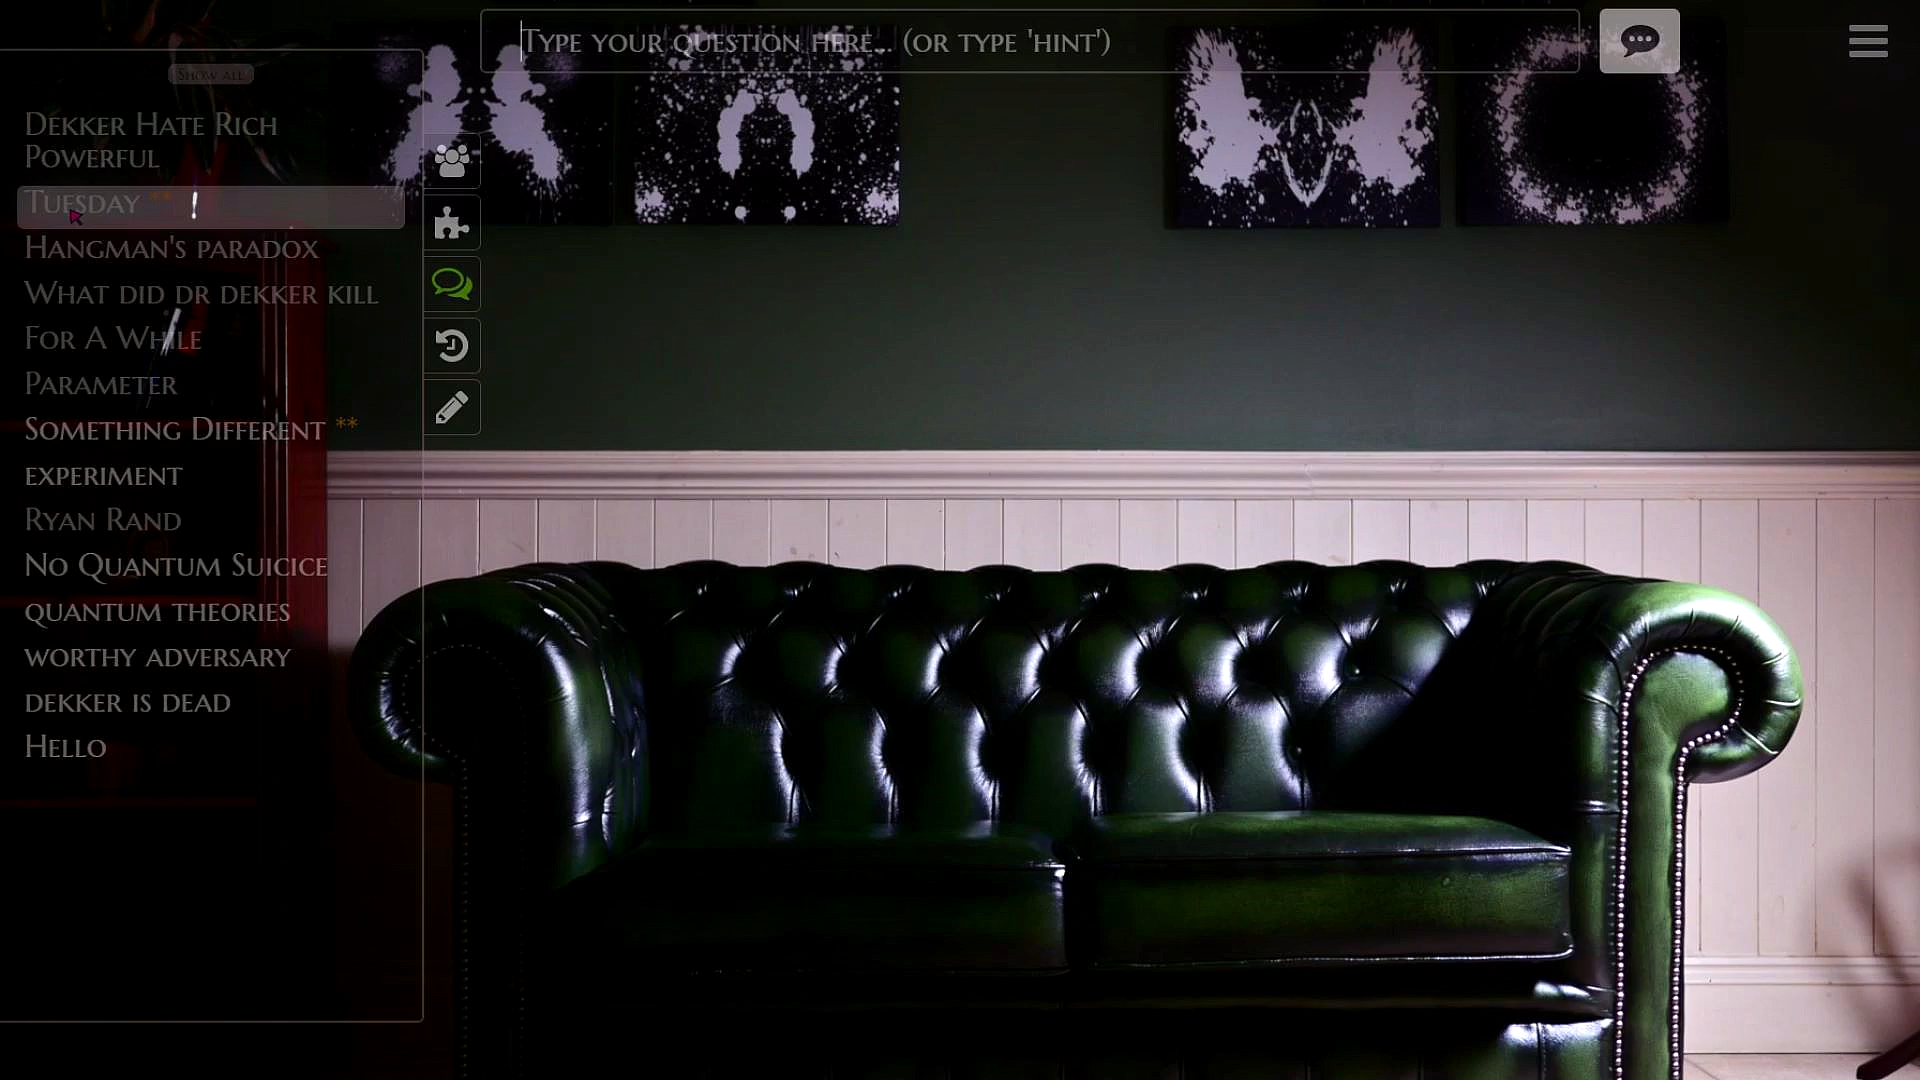 Type your question here... (or type 'hint')
Show all
Dekker Hate Rich
Powerful
Tuesday ** !
Hangman's paradox
What did dr dekker kill
For A While
Parameter
Something Different **
experiment
Ryan Rand
No Quantum Suicice
quantum theories
worthy adversary
dekker is dead
Hello